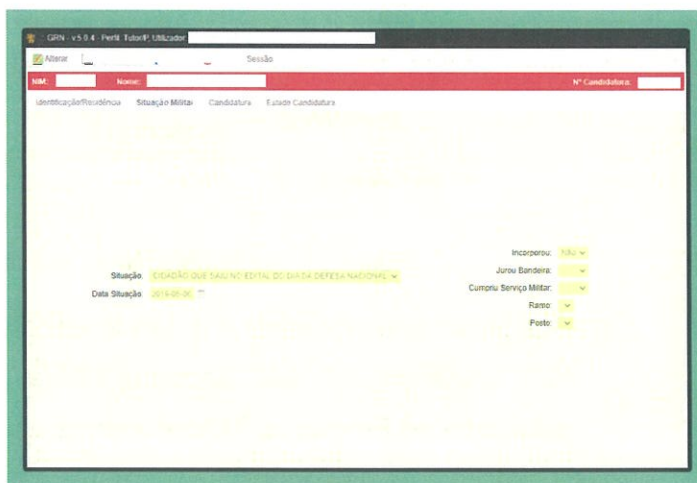 GRN - v.5.0.4 - Perfil: Tutor/P, Utilizador:
Alterar Sessão
NIM: Nome: Nº Candidatura:
Identificação/Residência Situação Militar Candidatura Estado Candidatura
Incorporou: Não
Situação: CIDADÃO QUE SAIU NO EDITAL DO DIA DA DEFESA NACIONAL
Jurou Bandeira:
Data Situação:
Cumpriu Serviço Militar:
Ramo:
Posto: